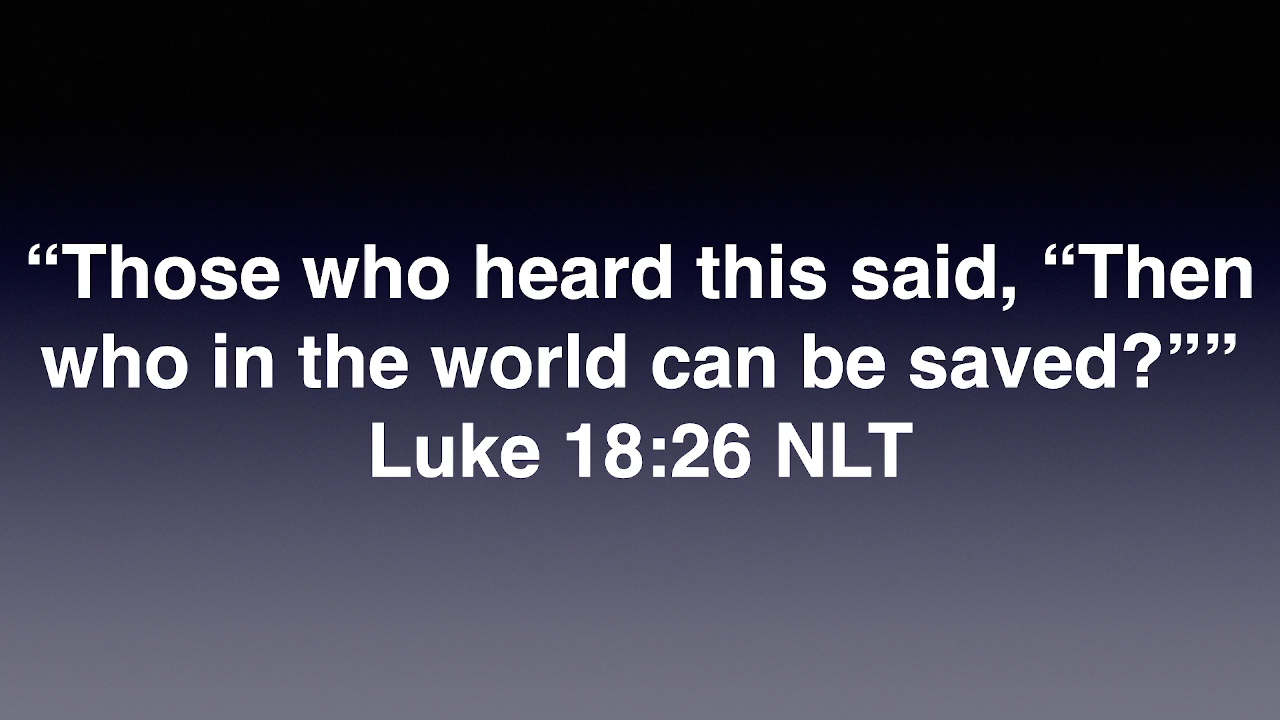 “Those who heard this said, “Then
who in the world can be saved?””
Luke 18:26 NLT